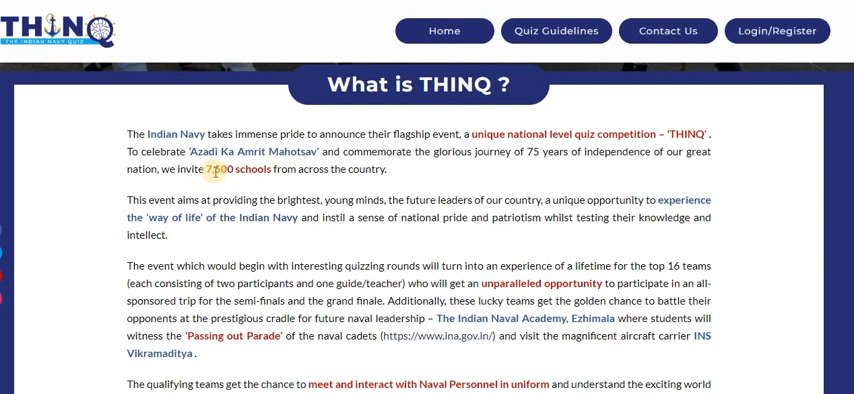 THINQ
THE INDIAN NAVY QUIZ
Home
Quiz Guidelines
Contact Us
Login/Register
What is THINQ ?
The Indian Navy takes immense pride to announce their flagship event, a unique national level quiz competition – ‘THINQ’ .
To celebrate ‘Azadi Ka Amrit Mahotsav’ and commemorate the glorious journey of 75 years of independence of our great
nation, we invite 7,500 schools from across the country.
This event aims at providing the brightest, young minds, the future leaders of our country, a unique opportunity to experience
the ‘way of life’ of the Indian Navy and instil a sense of national pride and patriotism whilst testing their knowledge and
intellect.
The event which would begin with interesting quizzing rounds will turn into an experience of a lifetime for the top 16 teams
(each consisting of two participants and one guide/teacher) who will get an unparalleled opportunity to participate in an all-
sponsored trip for the semi-finals and the grand finale. Additionally, these lucky teams get the golden chance to battle their
opponents at the prestigious cradle for future naval leadership – The Indian Naval Academy, Ezhimala where students will
witness the ‘Passing out Parade’ of the naval cadets (https://www.ina.gov.in/) and visit the magnificent aircraft carrier INS
Vikramaditya .
The qualifying teams get the chance to meet and interact with Naval Personnel in uniform and understand the exciting world